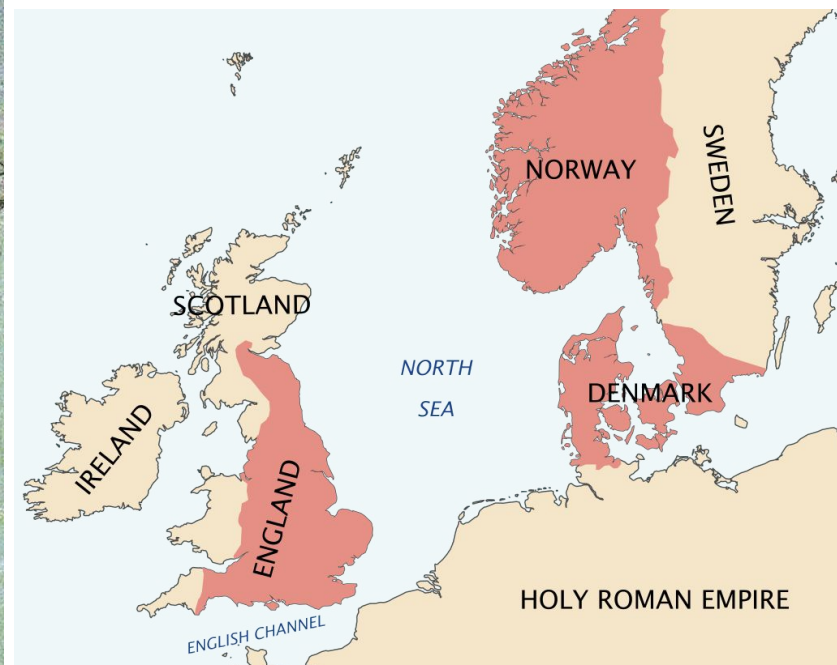 NORWAY
SWEDEN
SCOTLAND
NORTH
SEA
DENMARK
IRELAND
ENGLAND
HOLY ROMAN EMPIRE
ENGLISH CHANNEL